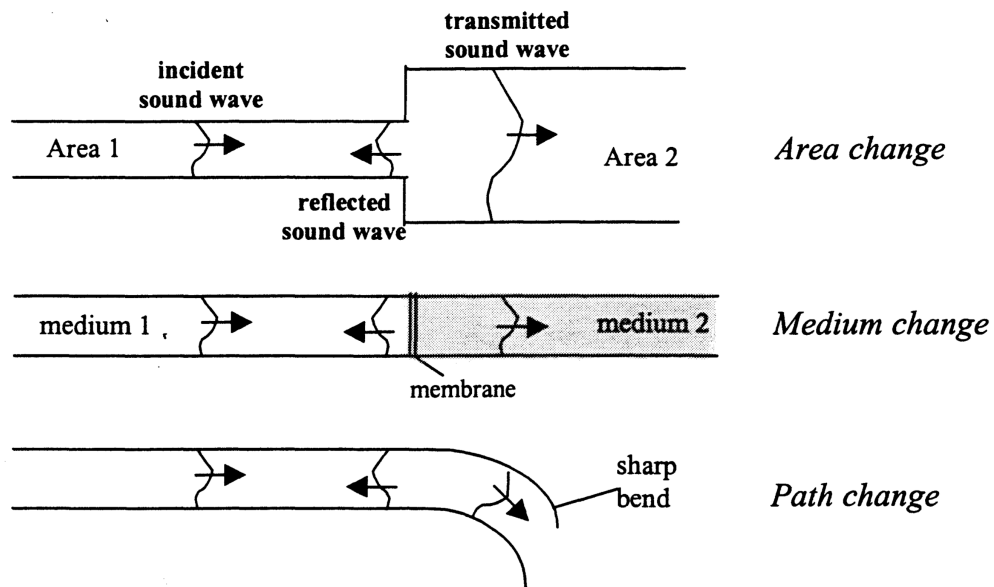 transmitted
sound wave
incident
sound wave
Area 1
Area 2
Area change
reflected
sound wave
medium 1
medium 2
Medium change
membrane
sharp
bend
Path change